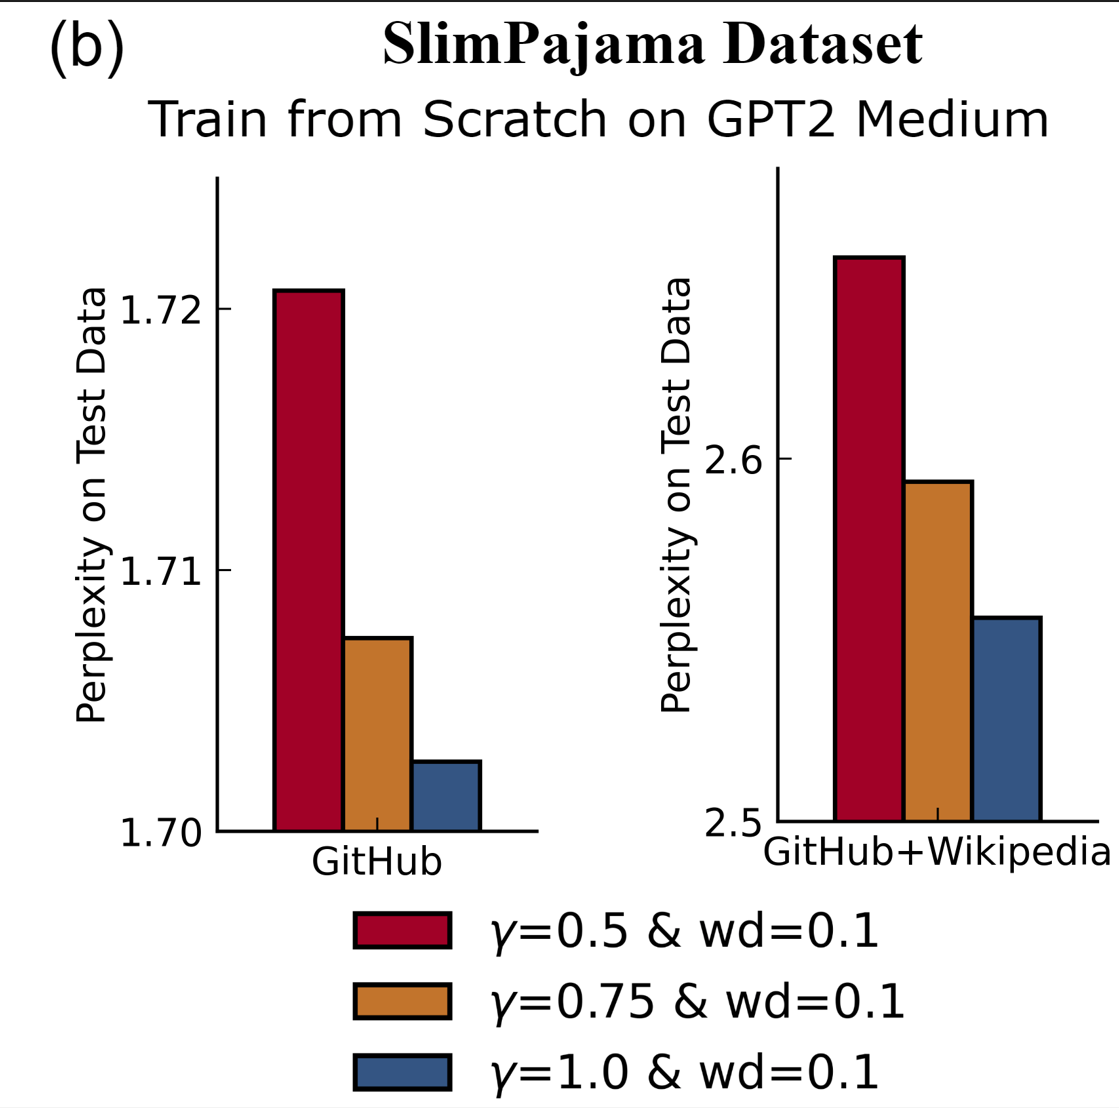 (b)
SlimPajama Dataset
Train from Scratch on GPT2 Medium
Perplexity on Test Data
1.72
1.71
1.70
GitHub
Perplexity on Test Data
2.6
2.5
GitHub+Wikipedia
γ=0.5 & wd=0.1
γ=0.75 & wd=0.1
γ=1.0 & wd=0.1